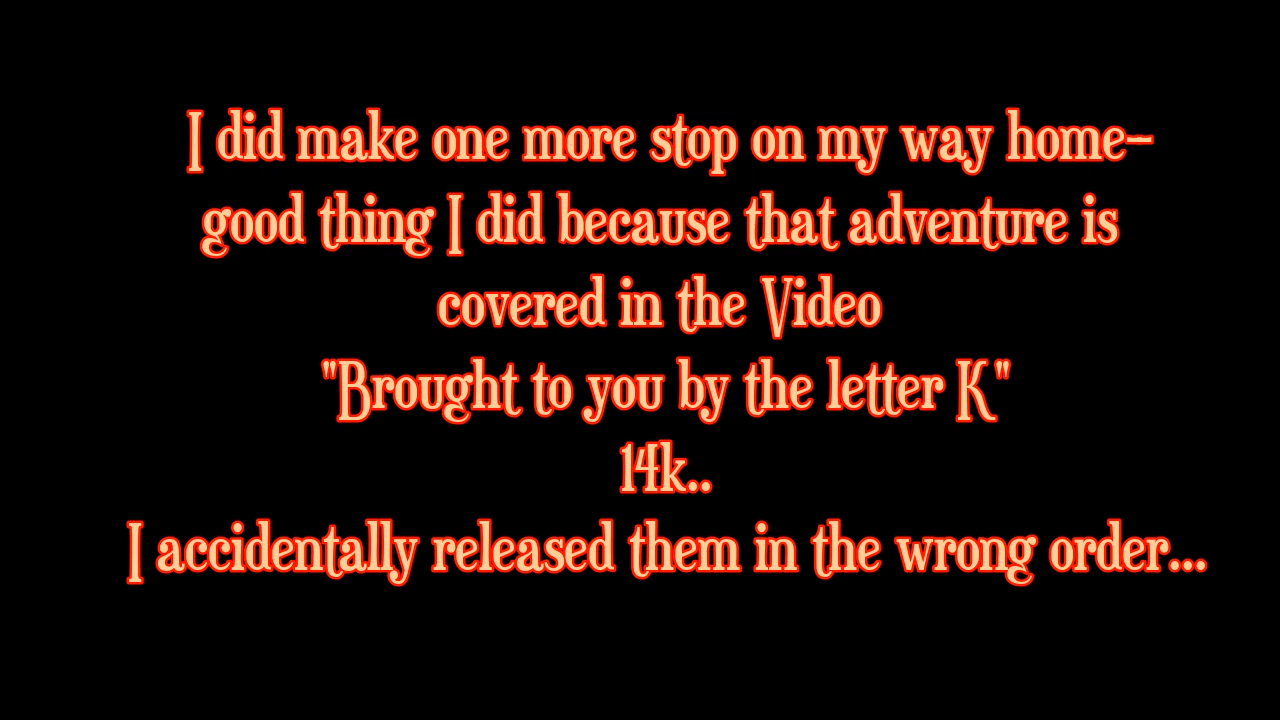 I did make one more stop on my way home-
good thing I did because that adventure is
covered in the Video
"Brought to you by the letter K"
14k..
I accidentally released them in the wrong order...